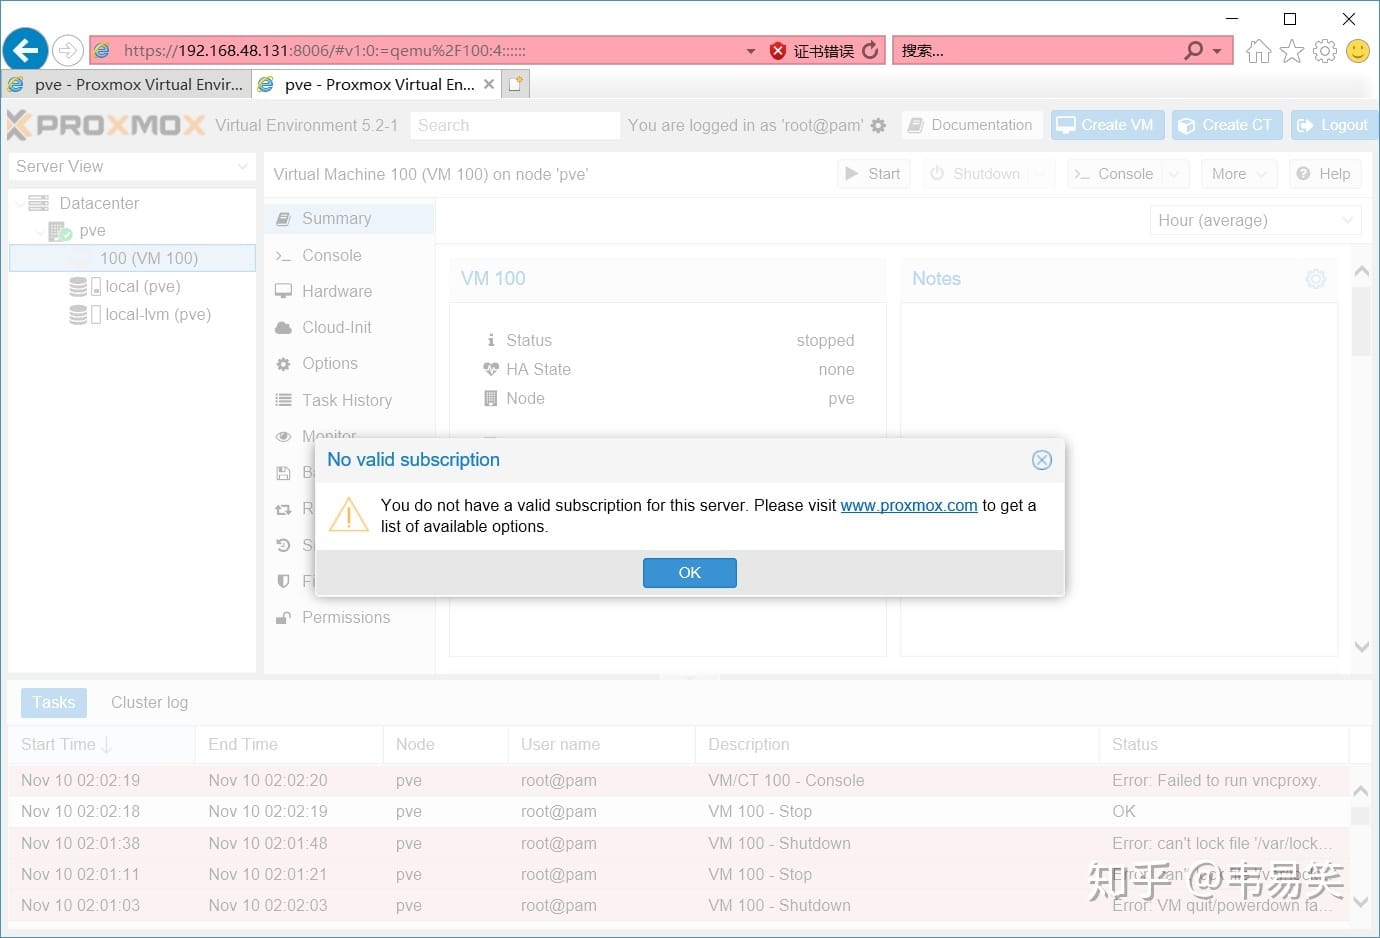 https://192.168.48.131:8006/#v1:0:=qemu%2F100:4::::::
证书错误
搜索...
pve - Proxmox Virtual Envir...
pve - Proxmox Virtual En...
PROXMOX Virtual Environment 5.2-1
Search
You are logged in as 'root@pam'
Documentation
Create VM
Create CT
Logout
Server View
Virtual Machine 100 (VM 100) on node 'pve'
Start
Shutdown
Console
More
Help
Datacenter
pve
100 (VM 100)
local (pve)
local-lvm (pve)
Summary
Console
Hardware
Cloud-Init
Options
Task History
Monitor
Permissions
Hour (average)
VM 100
Notes
Status stopped
HA State none
Node pve
No valid subscription
You do not have a valid subscription for this server. Please visit www.proxmox.com to get a
list of available options.
OK
Tasks
Cluster log
Start Time End Time Node User name Description Status
Nov 10 02:02:19 Nov 10 02:02:20 pve root@pam VM/CT 100 - Console Error: Failed to run vncproxy.
Nov 10 02:02:18 Nov 10 02:02:19 pve root@pam VM 100 - Stop OK
Nov 10 02:01:38 Nov 10 02:01:48 pve root@pam VM 100 - Shutdown Error: can't lock file '/var/lock...
Nov 10 02:01:11 Nov 10 02:01:21 pve root@pam VM 100 - Stop Error: can't lock file '/var/lock...
Nov 10 02:01:03 Nov 10 02:02:03 pve root@pam VM 100 - Shutdown Error: VM quit/powerdown fa...
知乎 @韦易笑